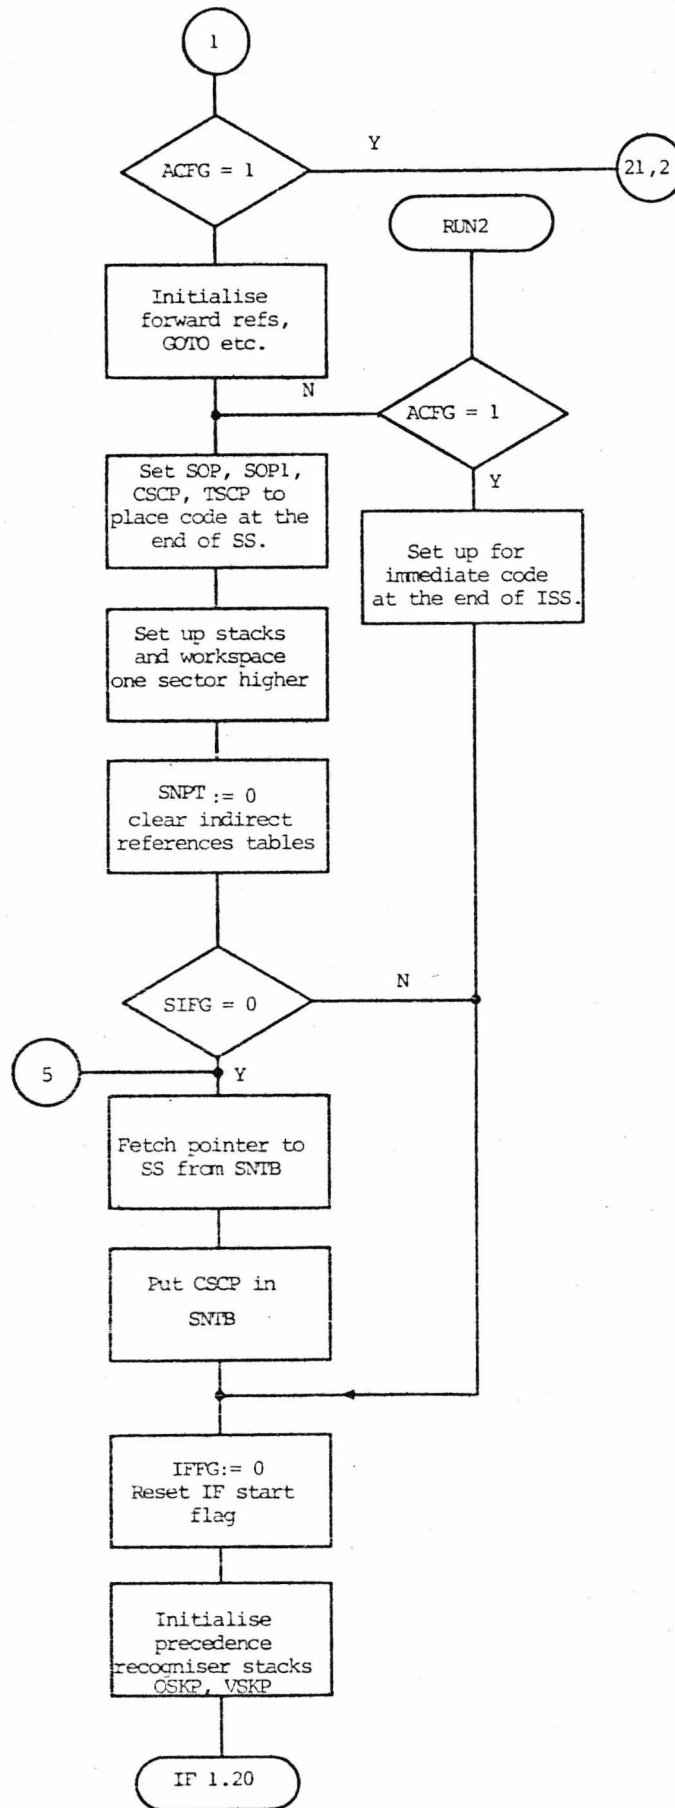 1
ACFG = 1
Y
21,2
RUN2
Initialise
forward refs,
GOTO etc.
N
ACFG = 1
Y
Set SOP, SOP1,
CSCP, TSCP to
place code at the
end of SS.
Set up for
immediate code
at the end of ISS.
Set up stacks
and workspace
one sector higher
SNPT := 0
clear indirect
references tables
SIFG = 0
N
5
Y
Fetch pointer to
SS from SNTB
Put CSCP in
SNTB
IFFG:= 0
Reset IF start
flag
Initialise
precedence
recogniser stacks
OSKP, VSKP
IF 1.20